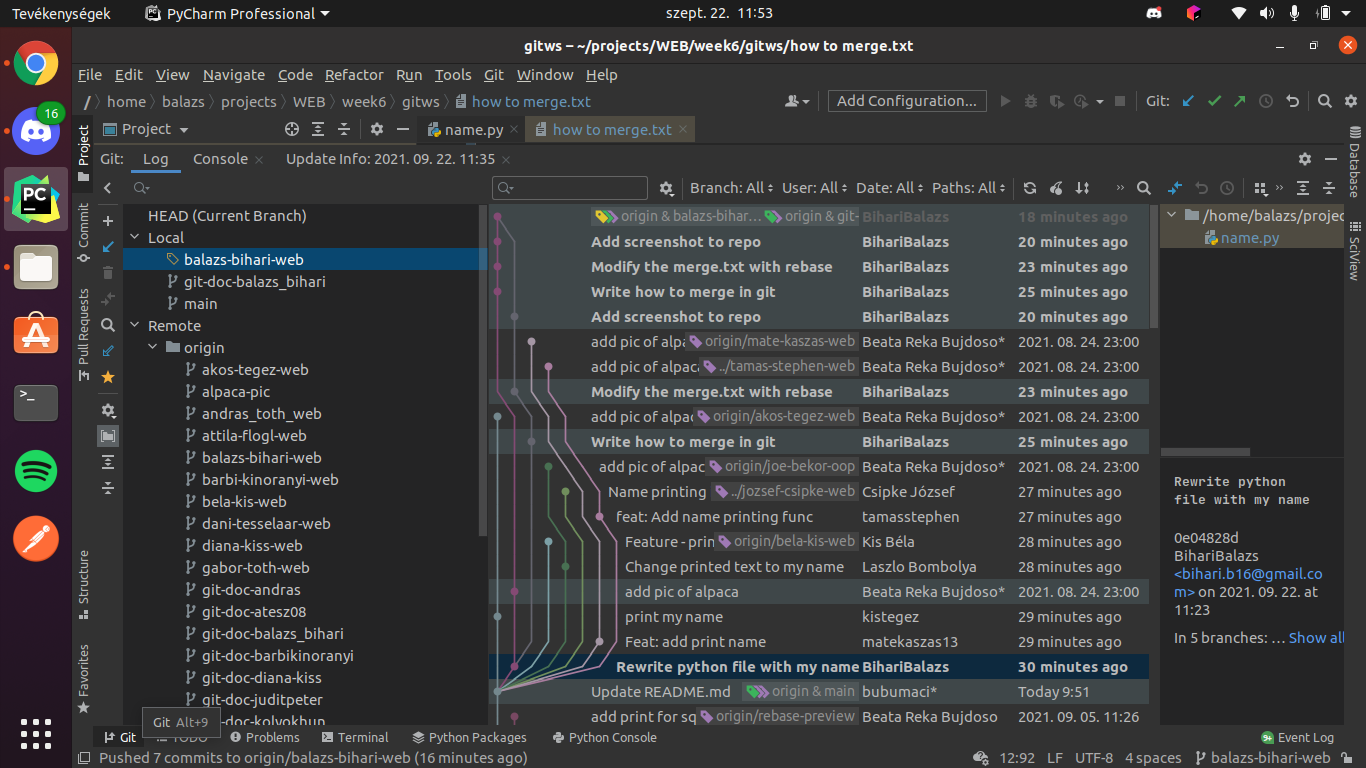 Tevékenységek PyCharm Professional szept. 22. 11:53
gitws – ~/projects/WEB/week6/gitws/how to merge.txt
File Edit View Navigate Code Refactor Run Tools Git Window Help
/ home balazs projects WEB week6 gitws how to merge.txt Add Configuration... Git:
Project name.py how to merge.txt
Git: Log Console Update Info: 2021. 09. 22. 11:35
Branch: All User: All Date: All Paths: All
16
Project
Commit
Pull Requests
Structure
Favorites
Database
SciView
HEAD (Current Branch)
Local
balazs-bihari-web
git-doc-balazs_bihari
main
Remote
origin
akos-tegez-web
alpaca-pic
andras_toth_web
attila-flogl-web
balazs-bihari-web
barbi-kinoranyi-web
bela-kis-web
dani-tesselaar-web
diana-kiss-web
gabor-toth-web
git-doc-andras
git-doc-atesz08
git-doc-balazs_bihari
git-doc-barbikinoranyi
git-doc-diana-kiss
git-doc-juditpeter
git-doc-kolyokhun
origin & balazs-bihar... origin & git- BihariBalazs 18 minutes ago
Add screenshot to repo BihariBalazs 20 minutes ago
Modify the merge.txt with rebase BihariBalazs 23 minutes ago
Write how to merge in git BihariBalazs 25 minutes ago
Add screenshot to repo BihariBalazs 20 minutes ago
add pic of alpa origin/mate-kaszas-web Beata Reka Bujdoso* 2021. 08. 24. 23:00
add pic of alpaca ../tamas-stephen-web Beata Reka Bujdoso* 2021. 08. 24. 23:00
Modify the merge.txt with rebase BihariBalazs 23 minutes ago
add pic of alpac origin/akos-tegez-web Beata Reka Bujdoso* 2021. 08. 24. 23:00
Write how to merge in git BihariBalazs 25 minutes ago
add pic of alpac origin/joe-bekor-oop Beata Reka Bujdoso* 2021. 08. 24. 23:00
Name printing ../jozsef-csipke-web Csipke József 27 minutes ago
feat: Add name printing func tamasstephen 27 minutes ago
Feature - prin origin/bela-kis-web Kis Béla 28 minutes ago
Change printed text to my name Laszlo Bombolya 28 minutes ago
add pic of alpaca Beata Reka Bujdoso* 2021. 08. 24. 23:00
print my name kistegez 29 minutes ago
Feat: add print name matekaszas13 29 minutes ago
Rewrite python file with my name BihariBalazs 30 minutes ago
Update README.md origin & main bubumaci* Today 9:51
add print for sq origin/rebase-preview Beata Reka Bujdoso 2021. 09. 05. 11:26
/home/balazs/projec
name.py
Rewrite python
file with my name
0e04828d
BihariBalazs
<bihari.b16@gmail.co
m> on 2021. 09. 22. at
11:23
In 5 branches: ... Show all
Git Alt+9
Git TODO Problems Terminal Python Packages Python Console 9+ Event Log
Pushed 7 commits to origin/balazs-bihari-web (16 minutes ago) 12:92 LF UTF-8 4 spaces balazs-bihari-web